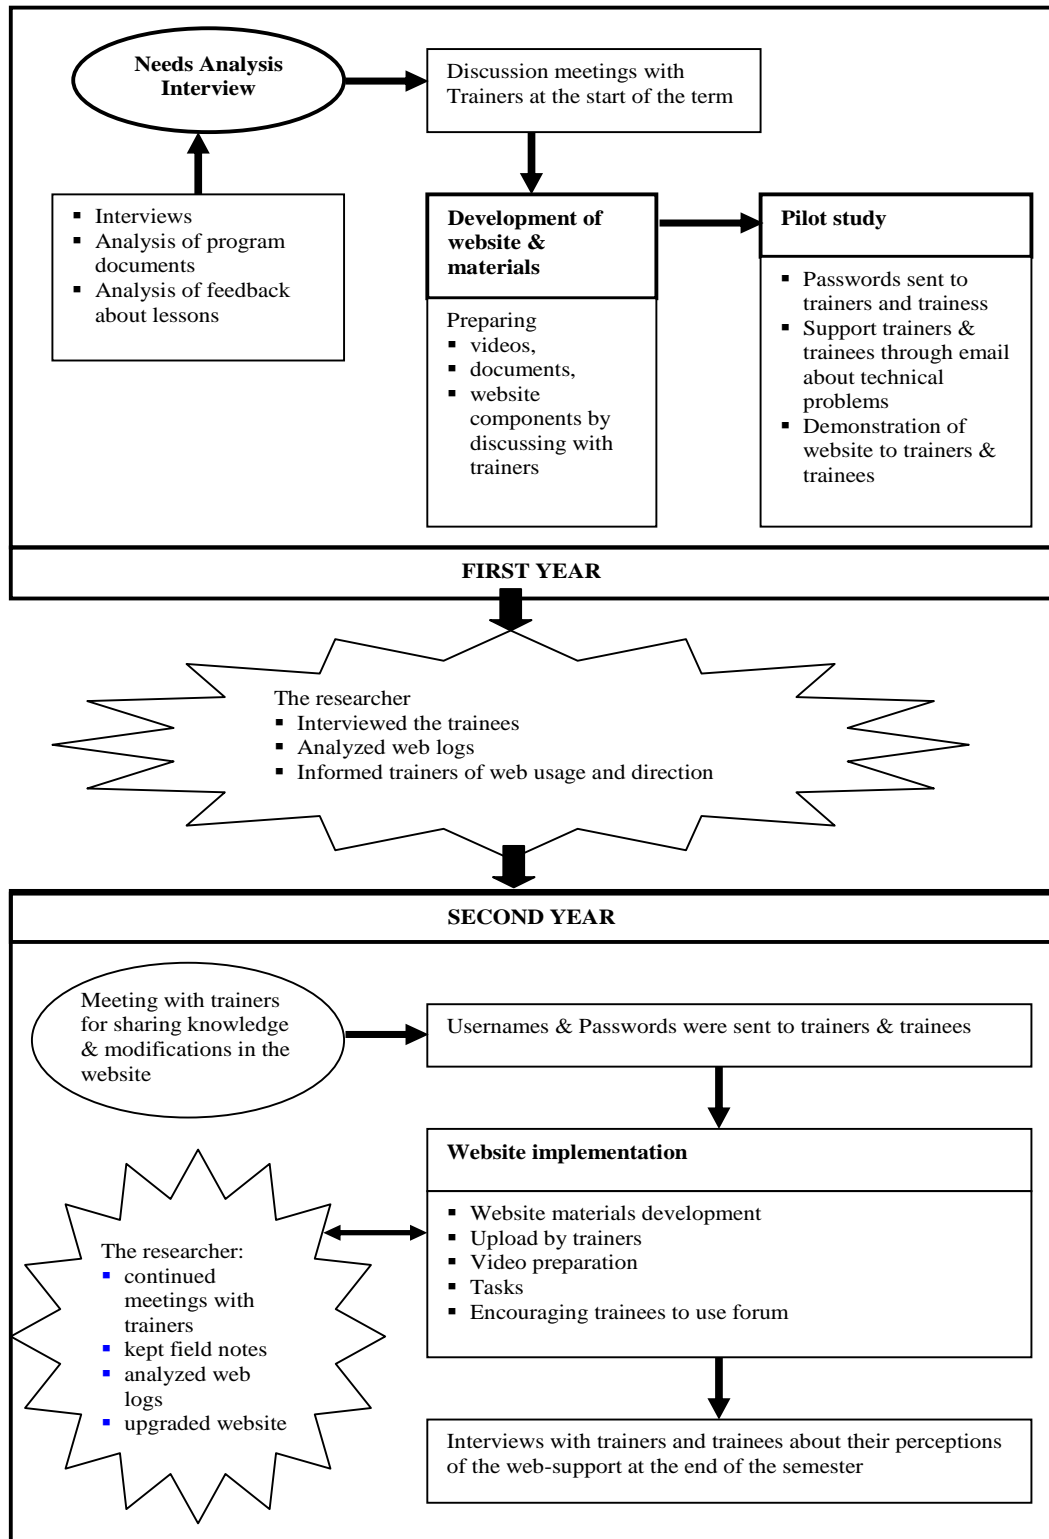 Needs Analysis
Interview
Discussion meetings with
Trainers at the start of the term
▪ Interviews
▪ Analysis of program
documents
▪ Analysis of feedback
about lessons
Development of
website &
materials
Preparing
▪ videos,
▪ documents,
▪ website
components by
discussing with
trainers
Pilot study
▪ Passwords sent to
trainers and trainess
▪ Support trainers &
trainees through email
about technical
problems
▪ Demonstration of
website to trainers &
trainees
FIRST YEAR
The researcher
▪ Interviewed the trainees
▪ Analyzed web logs
▪ Informed trainers of web usage and direction
SECOND YEAR
Meeting with trainers
for sharing knowledge
& modifications in the
website
Usernames & Passwords were sent to trainers & trainees
Website implementation
▪ Website materials development
▪ Upload by trainers
▪ Video preparation
▪ Tasks
▪ Encouraging trainees to use forum
The researcher:
▪ continued
meetings with
trainers
▪ kept field notes
▪ analyzed web
logs
▪ upgraded website
Interviews with trainers and trainees about their perceptions
of the web-support at the end of the semester